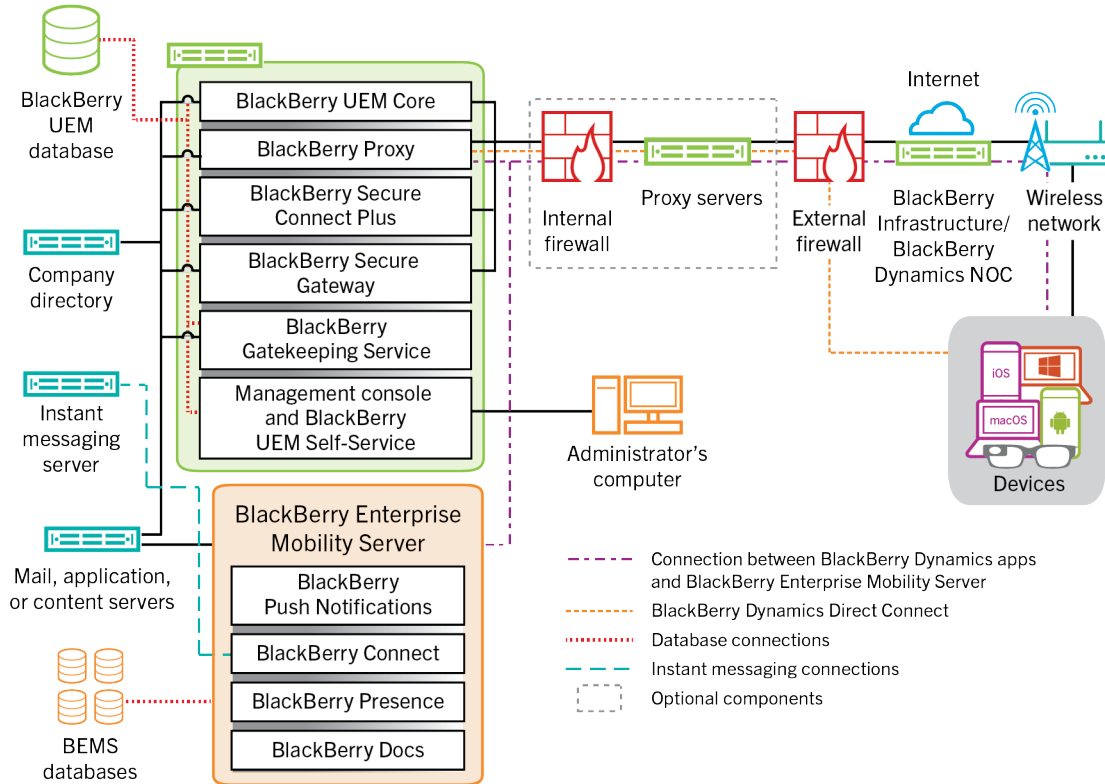 BlackBerry
UEM
database
Company
directory
Instant
messaging
server
Mail, application,
or content servers
BEMS
databases
BlackBerry UEM Core
BlackBerry Proxy
BlackBerry Secure
Connect Plus
BlackBerry Secure
Gateway
BlackBerry
Gatekeeping Service
Management console
and BlackBerry
UEM Self-Service
BlackBerry Enterprise
Mobility Server
BlackBerry
Push Notifications
BlackBerry Connect
BlackBerry Presence
BlackBerry Docs
Internal
firewall
Proxy servers
External
firewall
Internet
BlackBerry
Infrastructure/
BlackBerry
Dynamics NOC
Wireless
network
Administrator's
computer
iOS
macOS
Devices
Connection between BlackBerry Dynamics apps
and BlackBerry Enterprise Mobility Server
BlackBerry Dynamics Direct Connect
Database connections
Instant messaging connections
Optional components